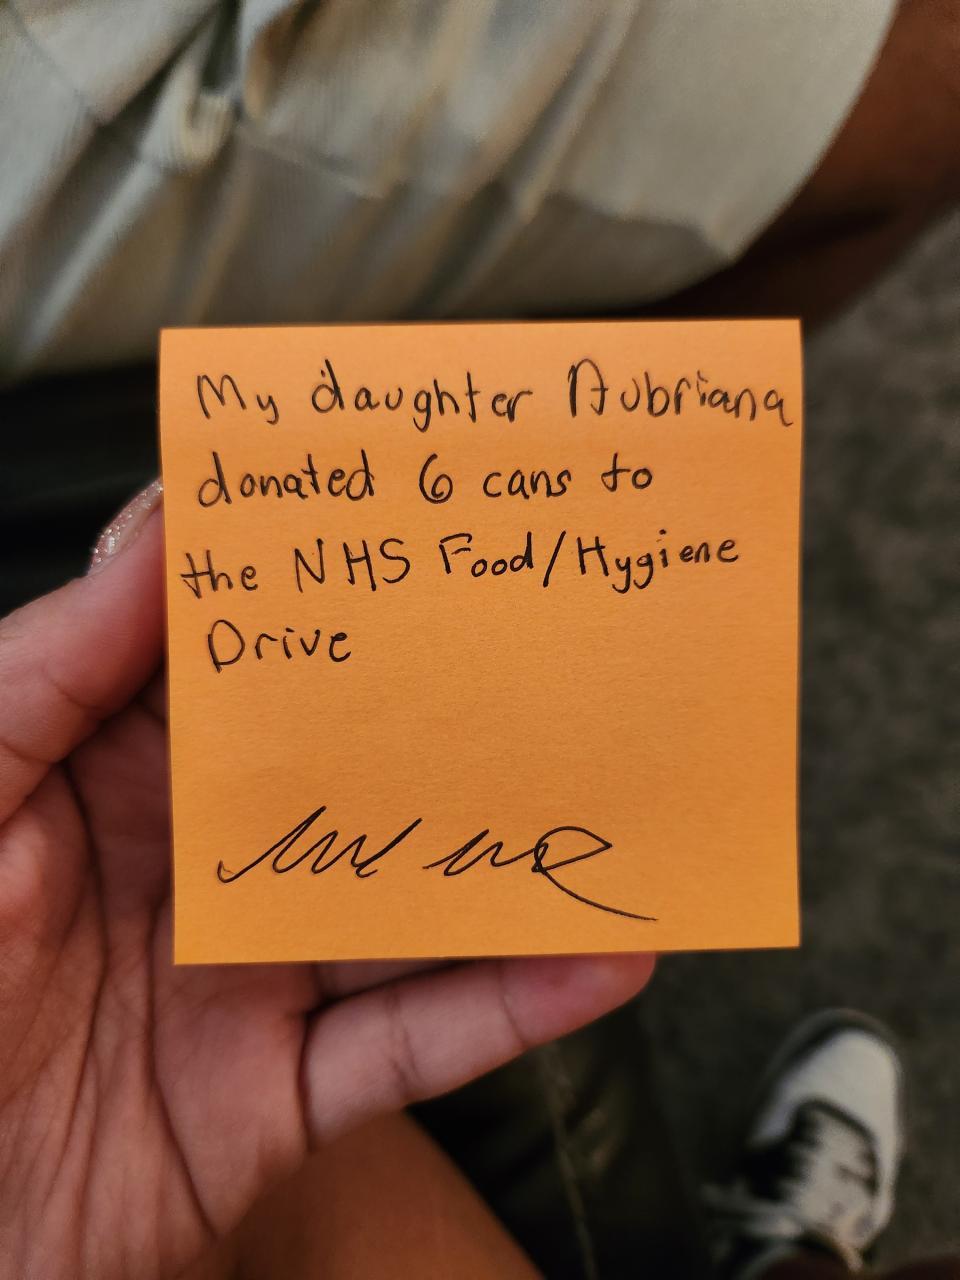 My daughter Aubriana
donated 6 cans to
the NHS Food/Hygiene
Drive